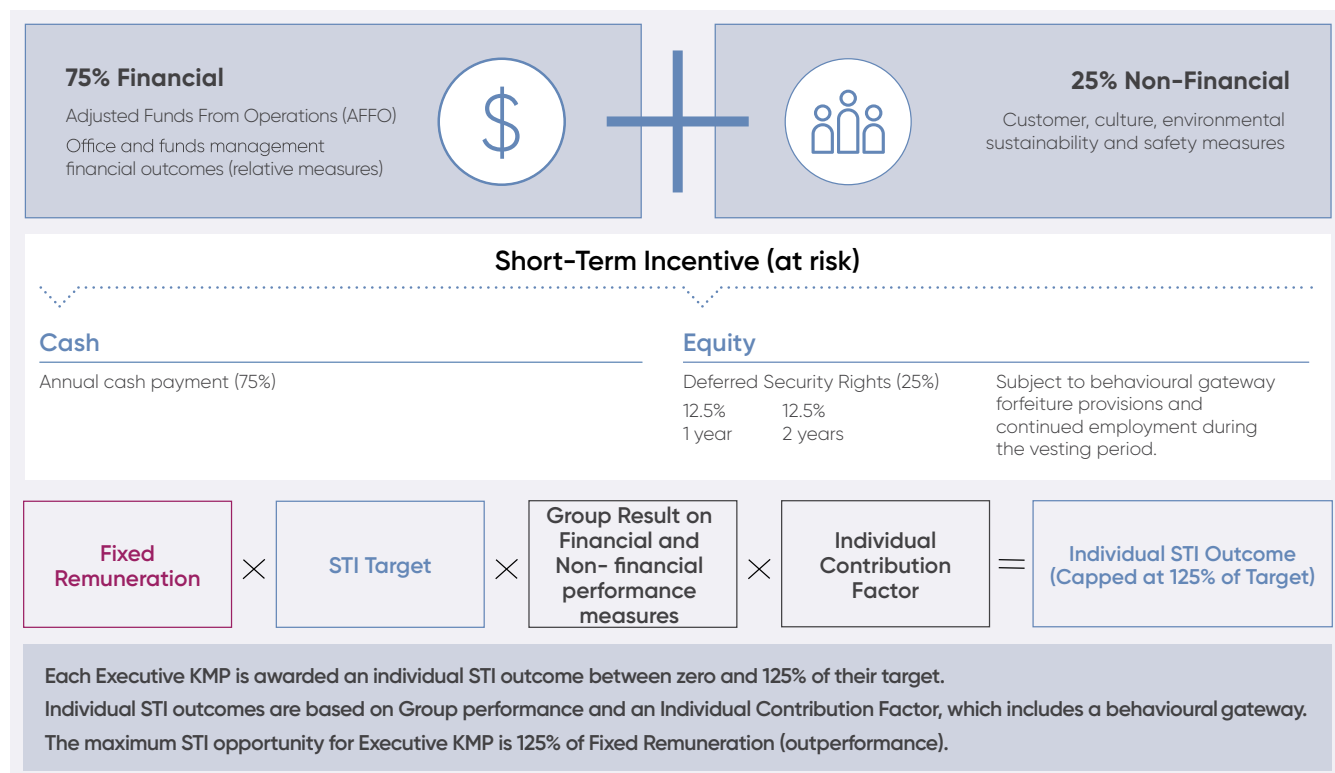 75% Financial
Adjusted Funds From Operations (AFFO)
Office and funds management
financial outcomes (relative measures)
$
25% Non-Financial
Customer, culture, environmental
sustainability and safety measures
Short-Term Incentive (at risk)
Cash
Annual cash payment (75%)
Equity
Deferred Security Rights (25%)
12.5%
1 year
12.5%
2 years
Subject to behavioural gateway
forfeiture provisions and
continued employment during
the vesting period.
Fixed
Remuneration
×
STI Target
×
Group Result on
Financial and
Non- financial
performance
measures
×
Individual
Contribution
Factor
=
Individual STI Outcome
(Capped at 125% of Target)
Each Executive KMP is awarded an individual STI outcome between zero and 125% of their target.
Individual STI outcomes are based on Group performance and an Individual Contribution Factor, which includes a behavioural gateway.
The maximum STI opportunity for Executive KMP is 125% of Fixed Remuneration (outperformance).